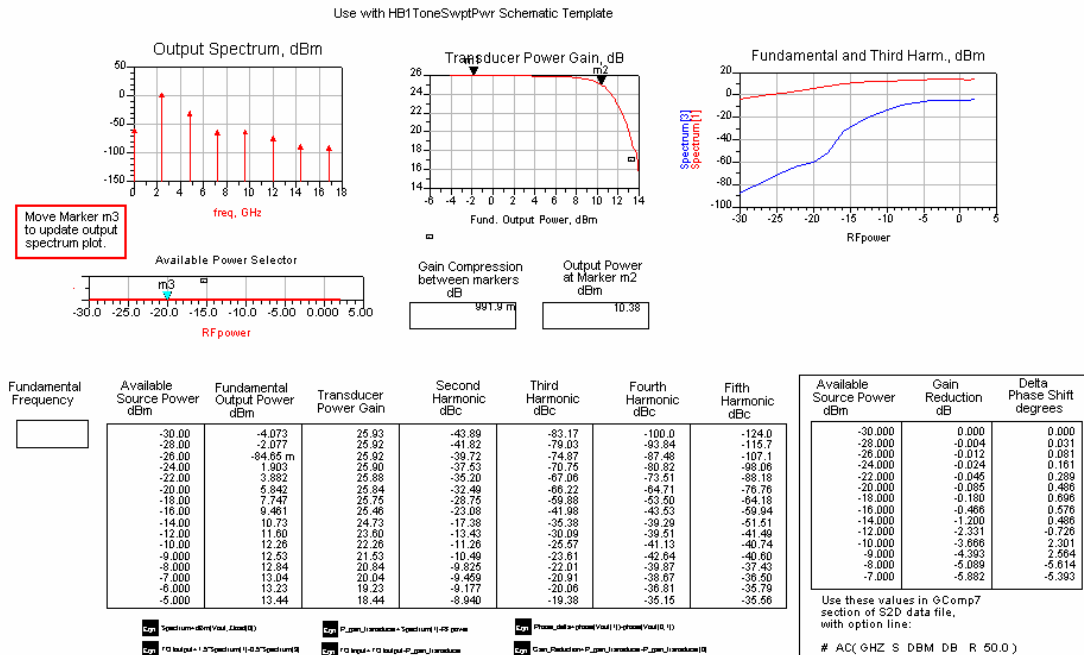 Use with HB1ToneSwptPwr Schematic Template
Output Spectrum, dBm
50
0
-50
-100
-150
0 2 4 6 8 10 12 14 16 18
freq, GHz
Transducer Power Gain, dB
m1
m2
26
24
22
20
18
16
14
-6 -4 -2 0 2 4 6 8 10 12 14
Fund. Output Power, dBm
Fundamental and Third Harm., dBm
Spectrum[3]
Spectrum[1]
20
0
-20
-40
-60
-80
-100
-30 -25 -20 -15 -10 -5 0 5
RFpower
Move Marker m3
to update output
spectrum plot.
Available Power Selector
m3
-30.0 -25.0 -20.0 -15.0 -10.0 -5.00 0.000 5.00
RFpower
Gain Compression
between markers
dB
991.9 m
Output Power
at Marker m2
dBm
10.38
Fundamental
Frequency
Available Source Power dBm Fundamental Output Power dBm Transducer Power Gain Second Harmonic dBc Third Harmonic dBc Fourth Harmonic dBc Fifth Harmonic dBc
-30.00 -4.073 25.93 -43.89 -83.17 -100.0 -124.0
-28.00 -2.077 25.92 -41.82 -79.03 -93.84 -115.7
-26.00 -84.65 m 25.92 -39.72 -74.87 -87.48 -107.1
-24.00 1.903 25.90 -37.53 -70.75 -80.82 -98.06
-22.00 3.882 25.88 -35.20 -67.06 -73.51 -88.18
-20.00 5.842 25.84 -32.49 -66.22 -64.71 -76.76
-18.00 7.747 25.75 -28.75 -59.88 -53.50 -64.18
-16.00 9.461 25.46 -23.08 -41.98 -43.53 -59.94
-14.00 10.73 24.73 -17.38 -35.38 -39.29 -51.51
-12.00 11.60 23.60 -13.43 -30.09 -39.51 -41.49
-10.00 12.26 22.26 -11.26 -25.57 -41.13 -40.74
-9.000 12.53 21.53 -10.49 -23.61 -42.64 -40.60
-8.000 12.84 20.84 -9.825 -22.01 -39.87 -37.43
-7.000 13.04 20.04 -9.459 -20.91 -38.67 -36.50
-6.000 13.23 19.23 -9.177 -20.06 -36.81 -35.79
-5.000 13.44 18.44 -8.940 -19.38 -35.15 -35.56
Available Source Power dBm Gain Reduction dB Delta Phase Shift degrees
-30.000 0.000 0.000
-28.000 -0.004 0.031
-26.000 -0.012 0.081
-24.000 -0.024 0.161
-22.000 -0.045 0.289
-20.000 -0.085 0.486
-18.000 -0.180 0.696
-16.000 -0.466 0.576
-14.000 -1.200 0.486
-12.000 -2.331 -0.726
-10.000 -3.666 2.301
-9.000 -4.393 2.564
-8.000 -5.089 -5.614
-7.000 -5.882 -5.393
Use these values in GComp7
section of S2D data file,
with option line:
# AC( GHZ S DBM DB R 50.0 )
Eqn
Eqn
Eqn
Eqn
Eqn
Eqn